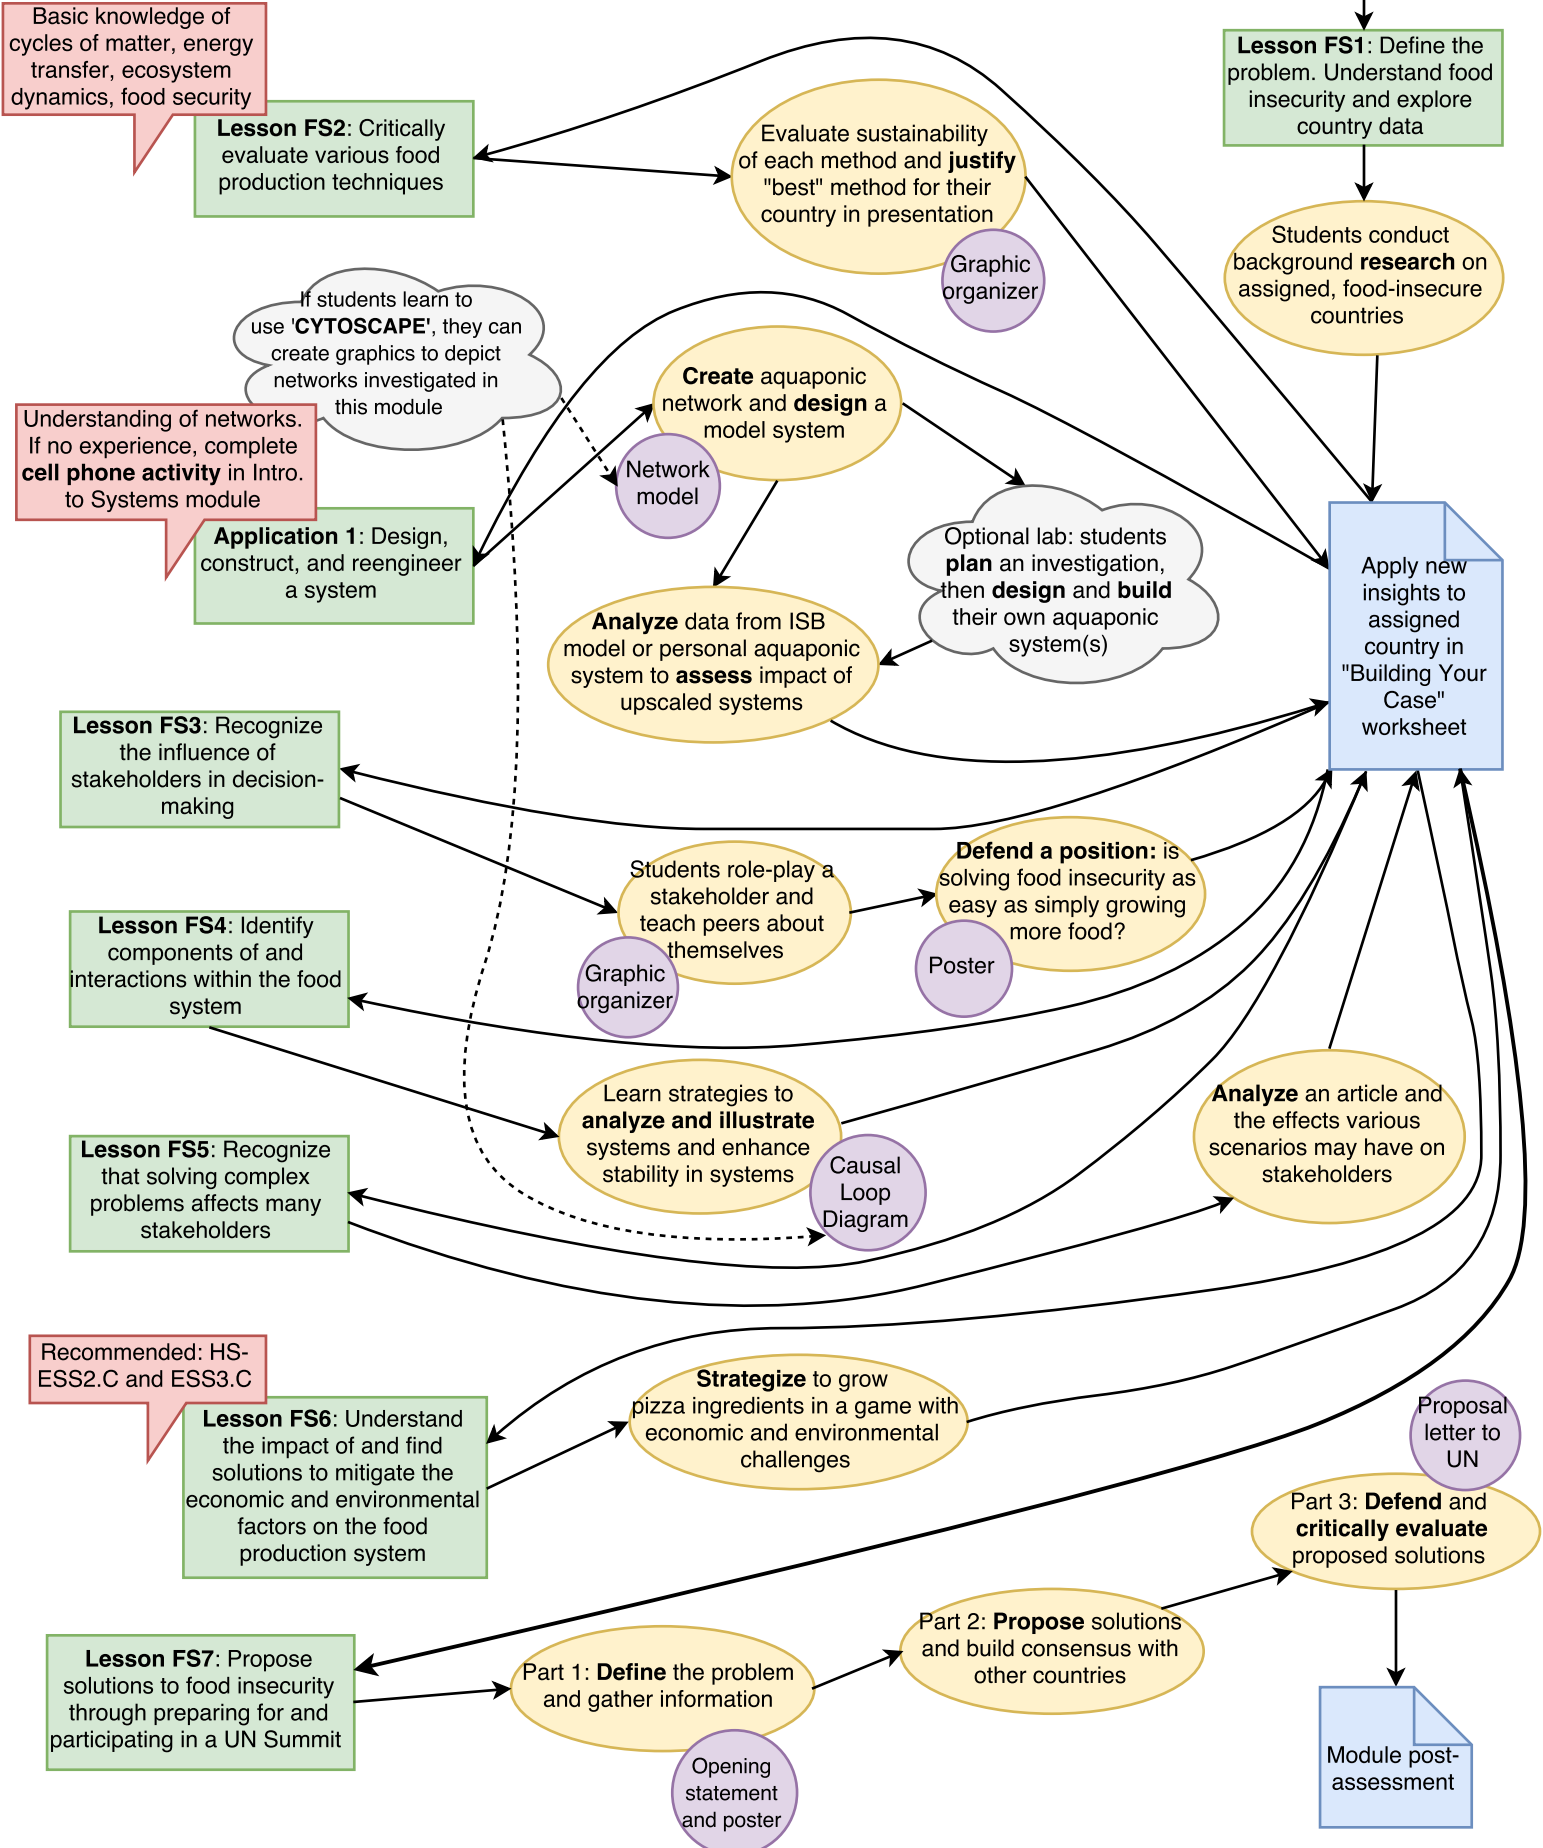 Basic knowledge of
cycles of matter, energy
transfer, ecosystem
dynamics, food security
Lesson FS1: Define the
problem. Understand food
insecurity and explore
country data
Lesson FS2: Critically
evaluate various food
production techniques
Evaluate sustainability
of each method and justify
"best" method for their
country in presentation
Graphic
organizer
Students conduct
background research on
assigned, food-insecure
countries
If students learn to
use 'CYTOSCAPE', they can
create graphics to depict
networks investigated in
this module
Create aquaponic
network and design a
model system
Network
model
Understanding of networks.
If no experience, complete
cell phone activity in Intro.
to Systems module
Application 1: Design,
construct, and reengineer
a system
Optional lab: students
plan an investigation,
then design and build
their own aquaponic
system(s)
Apply new
insights to
assigned
country in
"Building Your
Case"
worksheet
Analyze data from ISB
model or personal aquaponic
system to assess impact of
upscaled systems
Lesson FS3: Recognize
the influence of
stakeholders in decision-
making
Students role-play a
stakeholder and
teach peers about
themselves
Graphic
organizer
Defend a position: is
solving food insecurity as
easy as simply growing
more food?
Poster
Lesson FS4: Identify
components of and
interactions within the food
system
Learn strategies to
analyze and illustrate
systems and enhance
stability in systems
Causal
Loop
Diagram
Analyze an article and
the effects various
scenarios may have on
stakeholders
Lesson FS5: Recognize
that solving complex
problems affects many
stakeholders
Recommended: HS-
ESS2.C and ESS3.C
Lesson FS6: Understand
the impact of and find
solutions to mitigate the
economic and environmental
factors on the food
production system
Strategize to grow
pizza ingredients in a game with
economic and environmental
challenges
Proposal
letter to
UN
Part 3: Defend and
critically evaluate
proposed solutions
Lesson FS7: Propose
solutions to food insecurity
through preparing for and
participating in a UN Summit
Part 1: Define the problem
and gather information
Opening
statement
and poster
Part 2: Propose solutions
and build consensus with
other countries
Module post-
assessment